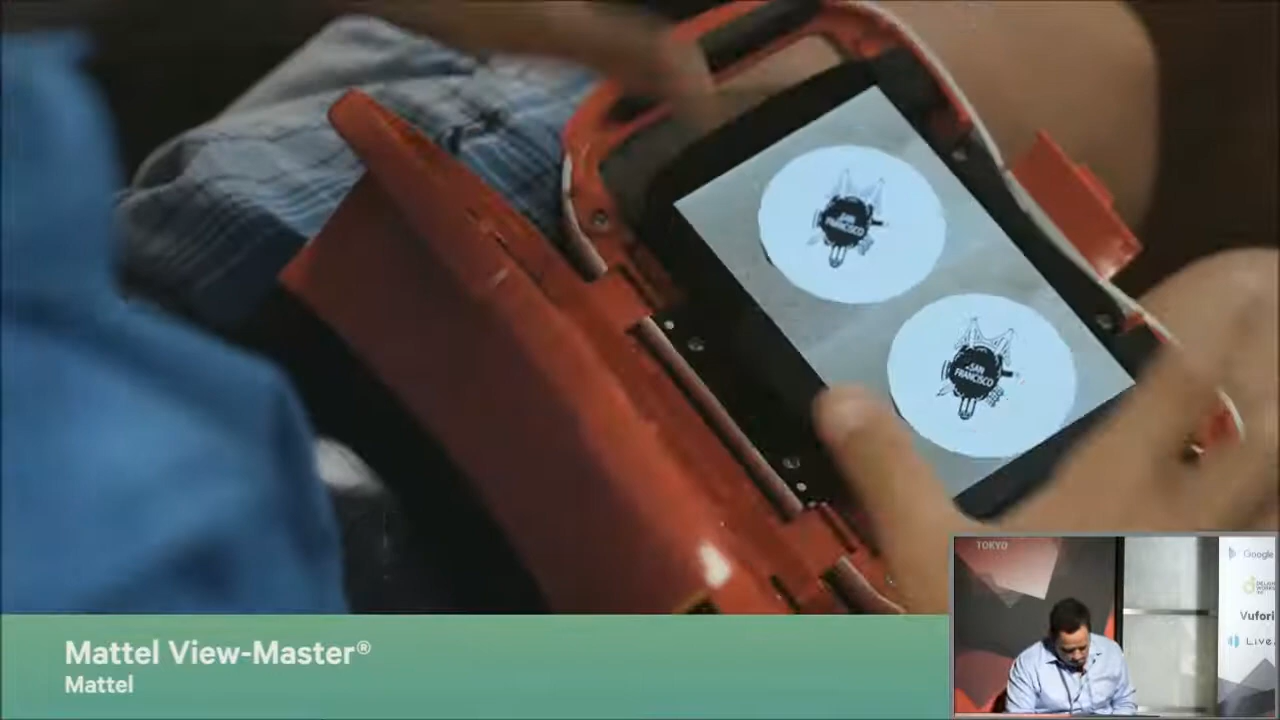 SAN
FRANCISCO
SAN
FRANCISCO
TOKYO
Google
Vufori
Live
Mattel View-Master®
Mattel